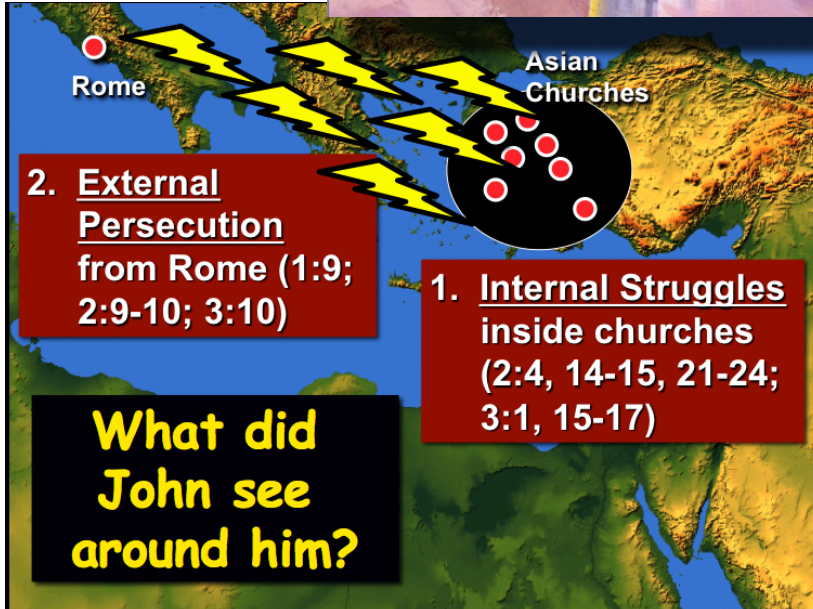 Rome
Asian
Churches
2. External
Persecution
from Rome (1:9;
2:9-10; 3:10)
1. Internal Struggles
inside churches
(2:4, 14-15, 21-24;
3:1, 15-17)
What did
John see
around him?